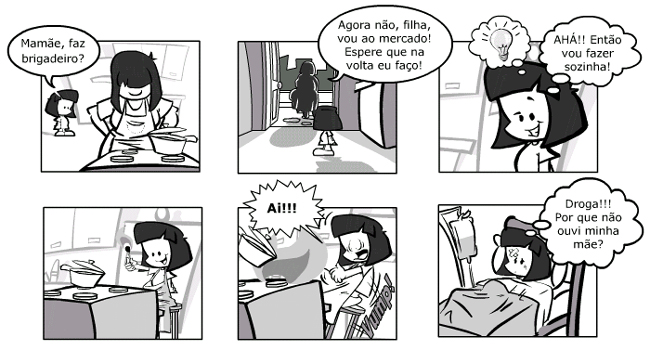 Mamãe, faz
brigadeiro?
Agora não, filha,
vou ao mercado!
Espere que na
volta eu faço!
AHÁ!! Então
vou fazer
sozinha!
Ai!!!
Vump!
Droga!!!
Por que não
ouvi minha
mãe?